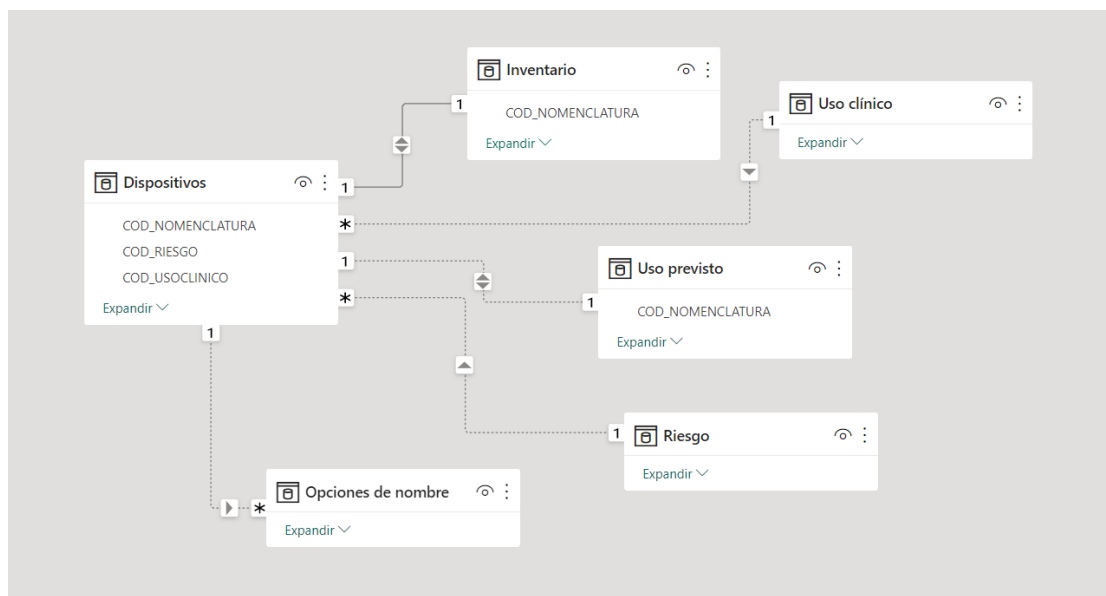 Inventario
COD_NOMENCLATURA
Expandir
1
Uso clínico
Expandir
1
Dispositivos
COD_NOMENCLATURA
COD_RIESGO
COD_USOCLINICO
Expandir
1
*
1
*
1
Uso previsto
COD_NOMENCLATURA
Expandir
1
Riesgo
Expandir
1
Opciones de nombre
Expandir
*